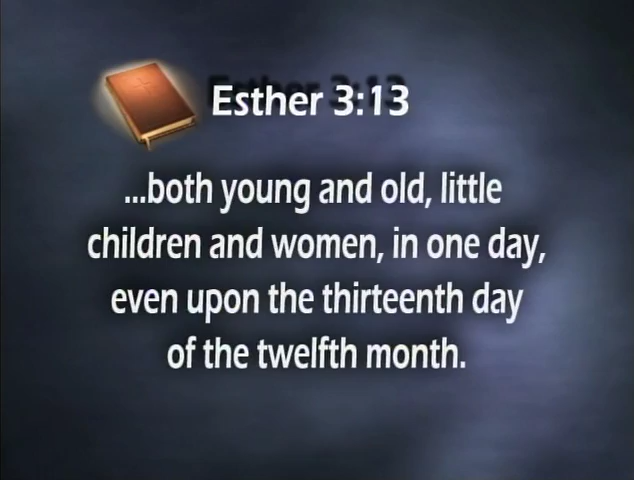 Esther 3:13
...both young and old, little
children and women, in one day,
even upon the thirteenth day
of the twelfth month.